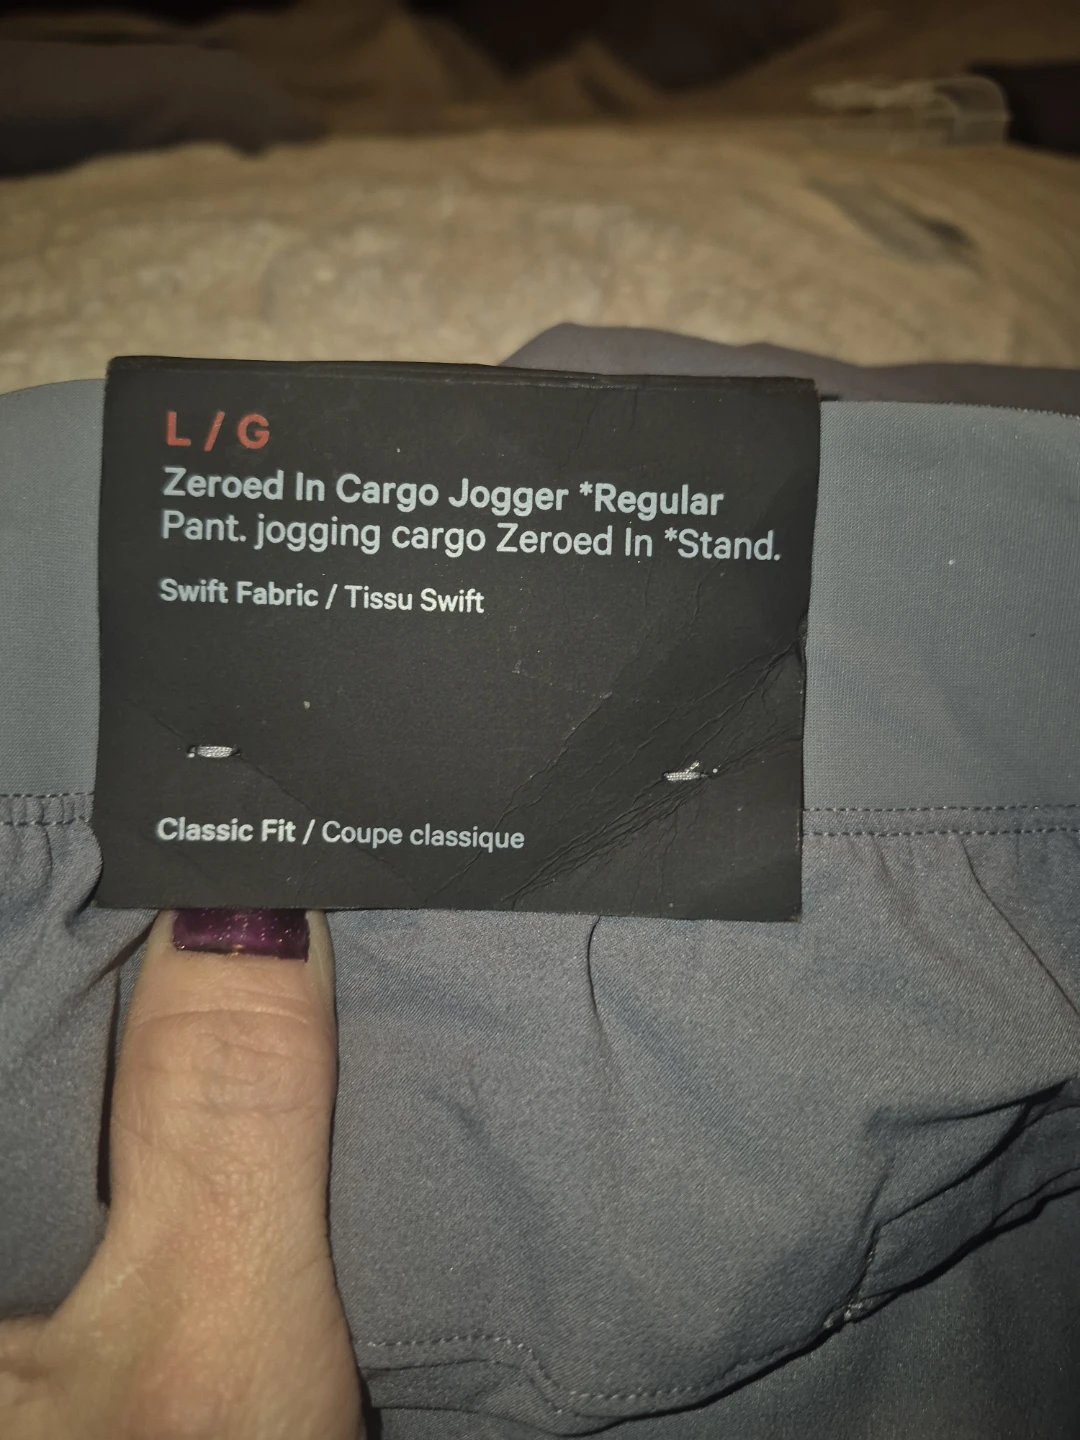 L / G
Zeroed In Cargo Jogger *Regular
Pant. jogging cargo Zeroed In *Stand.
Swift Fabric / Tissu Swift
Classic Fit / Coupe classique